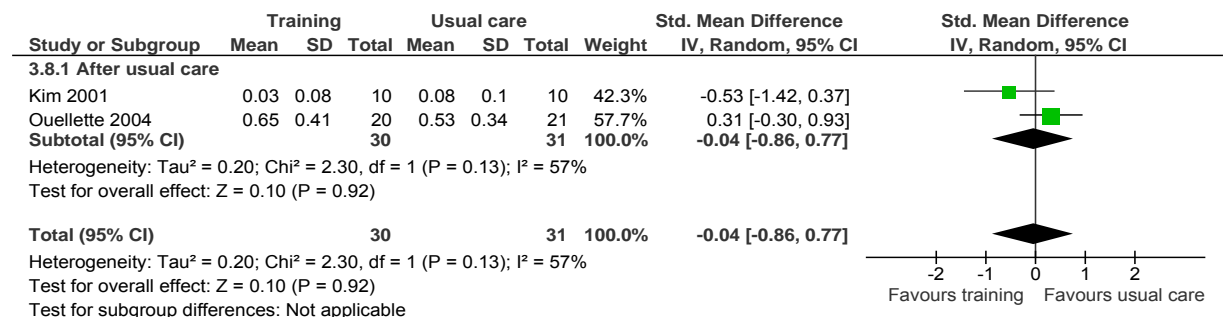 Training Usual care Std. Mean Difference Std. Mean Difference
Study or Subgroup Mean SD Total Mean SD Total Weight IV, Random, 95% CI IV, Random, 95% CI
3.8.1 After usual care
Kim 2001 0.03 0.08 10 0.08 0.1 10 42.3% -0.53 [-1.42, 0.37]
Ouellette 2004 0.65 0.41 20 0.53 0.34 21 57.7% 0.31 [-0.30, 0.93]
Subtotal (95% CI) 30 31 100.0% -0.04 [-0.86, 0.77]
Heterogeneity: Tau² = 0.20; Chi² = 2.30, df = 1 (P = 0.13); I² = 57%
Test for overall effect: Z = 0.10 (P = 0.92)
Total (95% CI) 30 31 100.0% -0.04 [-0.86, 0.77]
Heterogeneity: Tau² = 0.20; Chi² = 2.30, df = 1 (P = 0.13); I² = 57%
Test for overall effect: Z = 0.10 (P = 0.92)
Test for subgroup differences: Not applicable
-2 -1 0 1 2
Favours training Favours usual care